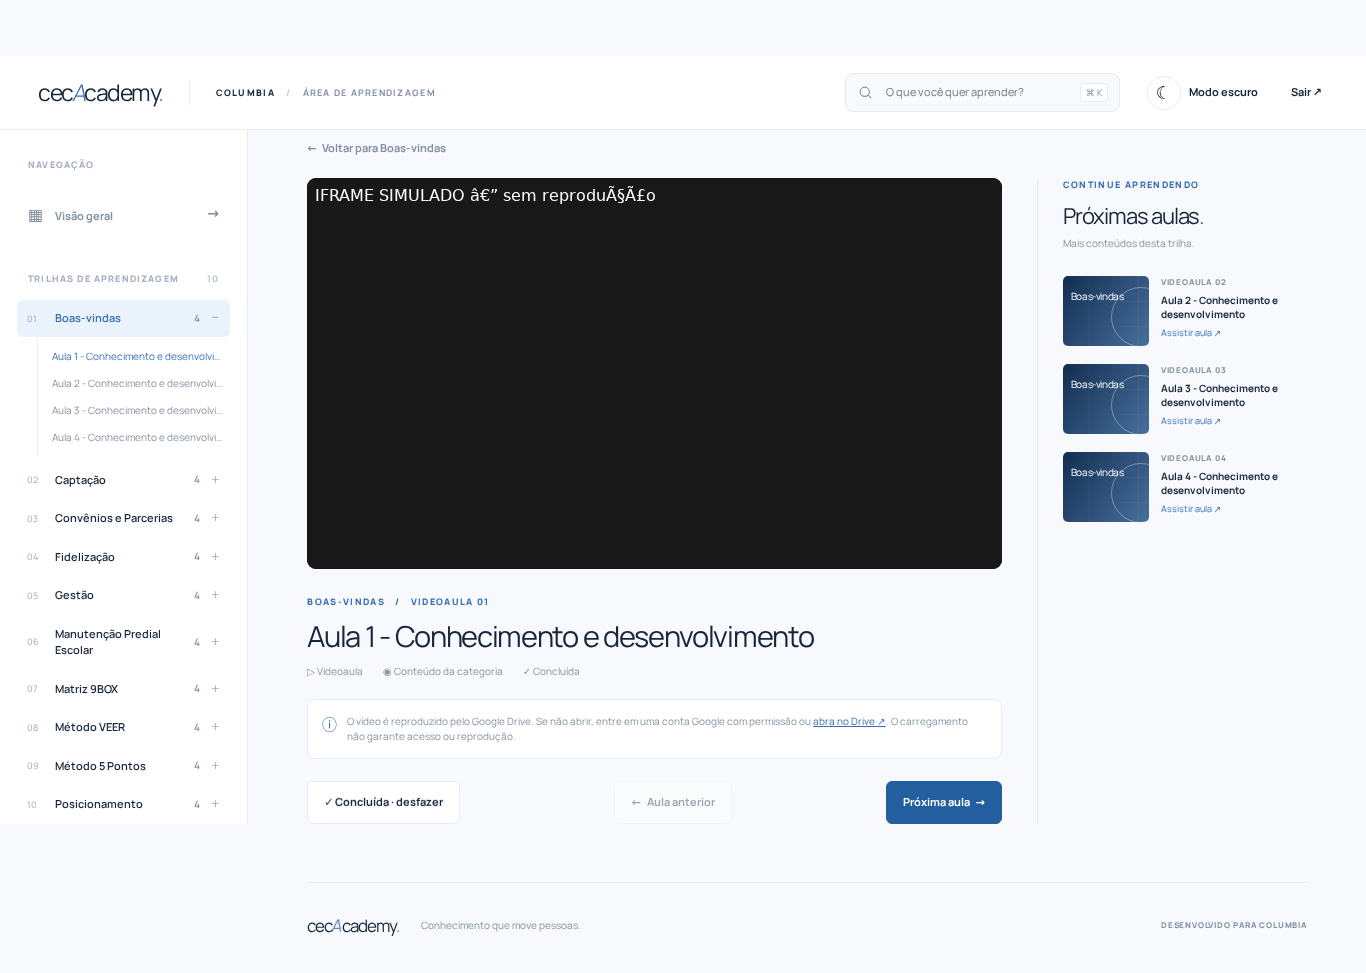 cecAcademy.
COLUMBIA / ÁREA DE APRENDIZAGEM
O que você quer aprender?
⌘ K
☾ Modo escuro
Sair ↗
NAVEGAÇÃO
▦ Visão geral →
TRILHAS DE APRENDIZAGEM 10
01 Boas-vindas 4 −
Aula 1 - Conhecimento e desenvolvi...
Aula 2 - Conhecimento e desenvolvi...
Aula 3 - Conhecimento e desenvolvi...
Aula 4 - Conhecimento e desenvolvi...
02 Captação 4 +
03 Convênios e Parcerias 4 +
04 Fidelização 4 +
05 Gestão 4 +
06 Manutenção Predial
Escolar 4 +
07 Matriz 9BOX 4 +
08 Método VEER 4 +
09 Método 5 Pontos 4 +
10 Posicionamento 4 +
← Voltar para Boas-vindas
IFRAME SIMULADO â€” sem reproduÃ§Ã£o
BOAS-VINDAS / VIDEOAULA 01
Aula 1 - Conhecimento e desenvolvimento
▷ Videoaula ◉ Conteúdo da categoria ✓ Concluída
ⓘ O vídeo é reproduzido pelo Google Drive. Se não abrir, entre em uma conta Google com permissão ou abra no Drive ↗. O carregamento
não garante acesso ou reprodução.
✓ Concluída · desfazer
← Aula anterior
Próxima aula →
CONTINUE APRENDENDO
Próximas aulas.
Mais conteúdos desta trilha.
Boas-vindas
VIDEOAULA 02
Aula 2 - Conhecimento e
desenvolvimento
Assistir aula ↗
Boas-vindas
VIDEOAULA 03
Aula 3 - Conhecimento e
desenvolvimento
Assistir aula ↗
Boas-vindas
VIDEOAULA 04
Aula 4 - Conhecimento e
desenvolvimento
Assistir aula ↗
cecAcademy.
Conhecimento que move pessoas.
DESENVOLVIDO PARA COLUMBIA